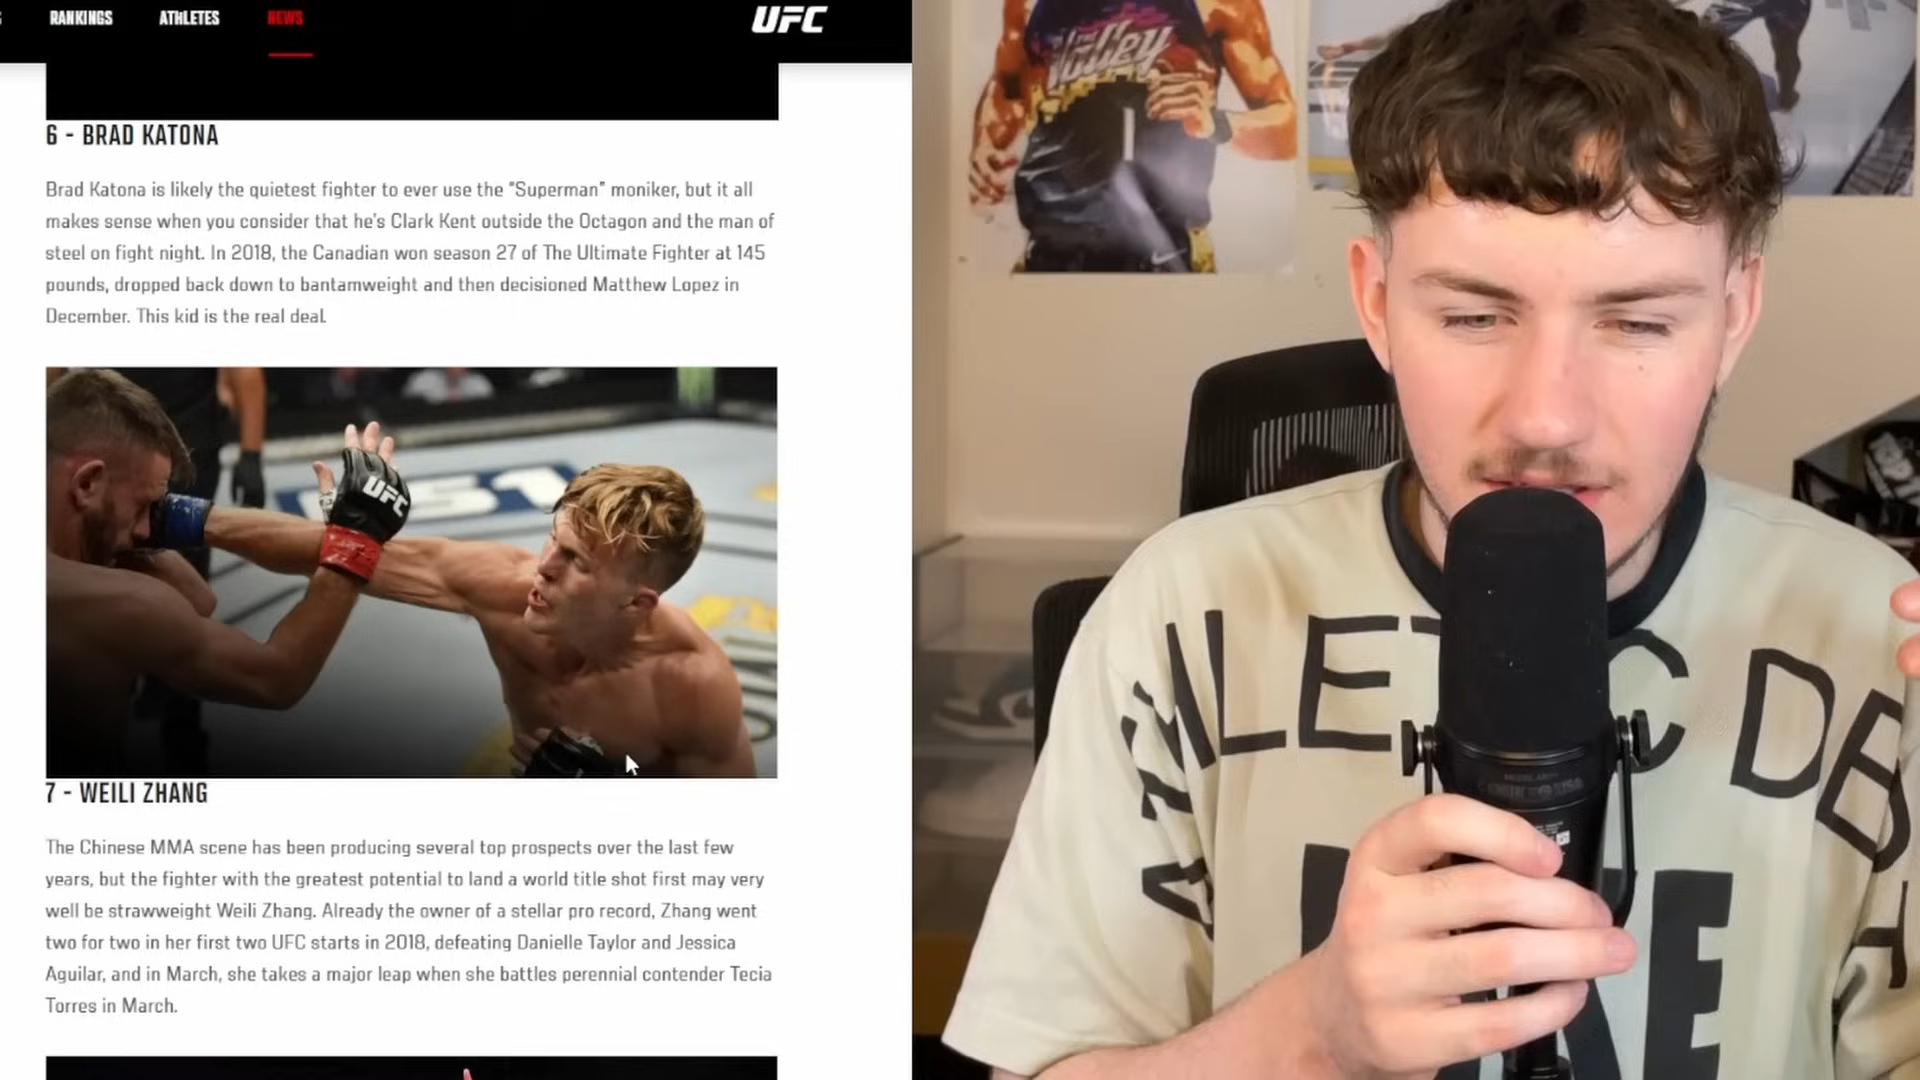 RANKINGS ATHLETES NEWS UFC
6 - BRAD KATONA
Brad Katona is likely the quietest fighter to ever use the "Superman" moniker, but it all
makes sense when you consider that he's Clark Kent outside the Octagon and the man of
steel on fight night. In 2018, the Canadian won season 27 of The Ultimate Fighter at 145
pounds, dropped back down to bantamweight and then decisioned Matthew Lopez in
December. This kid is the real deal.
UFC
7 - WEILI ZHANG
The Chinese MMA scene has been producing several top prospects over the last few
years, but the fighter with the greatest potential to land a world title shot first may very
well be strawweight Weili Zhang. Already the owner of a stellar pro record, Zhang went
two for two in her first two UFC starts in 2018, defeating Danielle Taylor and Jessica
Aguilar, and in March, she takes a major leap when she battles perennial contender Tecia
Torres in March.
THE
Valley